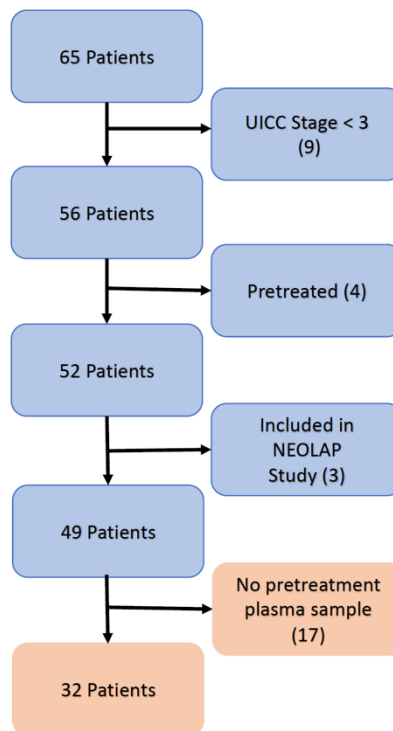 65 Patients
UICC Stage < 3
(9)
56 Patients
Pretreated (4)
52 Patients
Included in
NEOLAP
Study (3)
49 Patients
No pretreatment
plasma sample
(17)
32 Patients